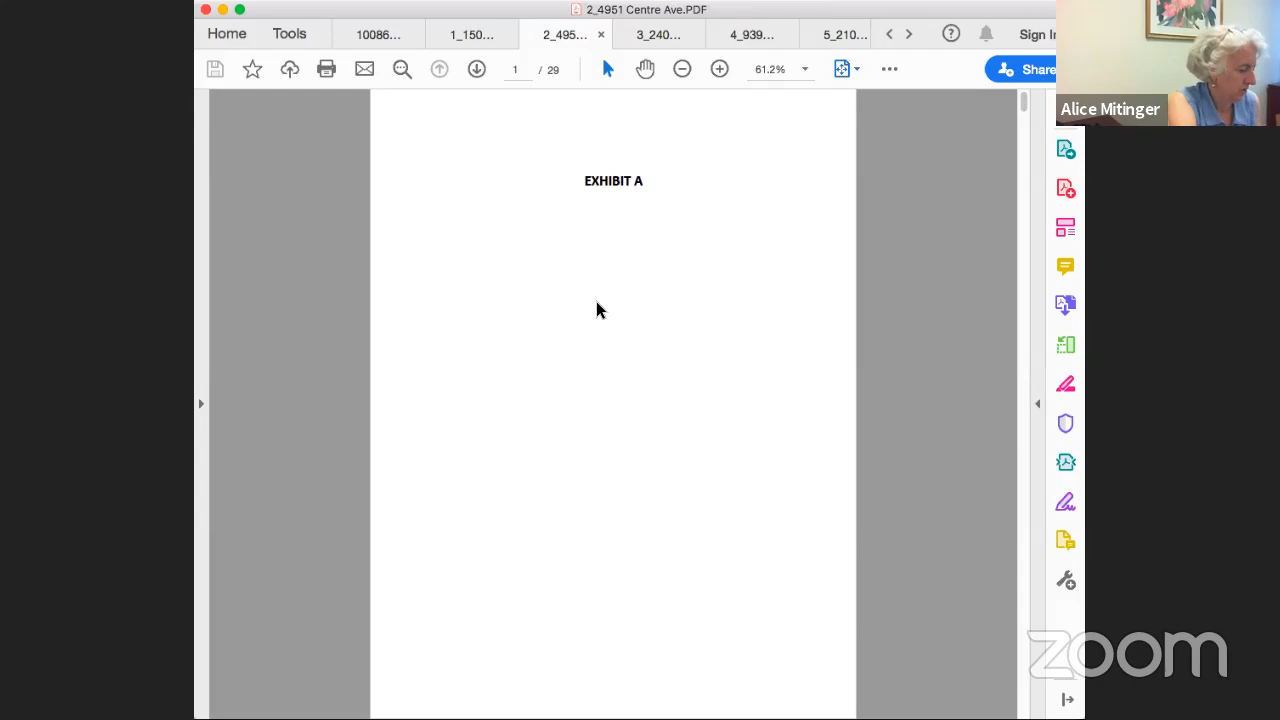 2_4951 Centre Ave.PDF
Home Tools 10086... 1_150... 2_495... × 3_240... 4_939... 5_210... Sign In
1 / 29 61.2% Share
Alice Mitinger
EXHIBIT A
zoom